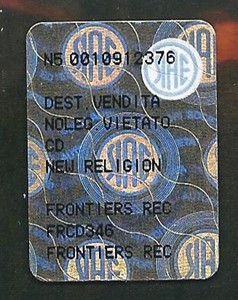 N5 0010912376
SIAE
DEST.VENDITA
NOLEG.VIETATO
CD
NEW RELIGION
FRONTIERS REC
FRCD346
FRONTIERS REC